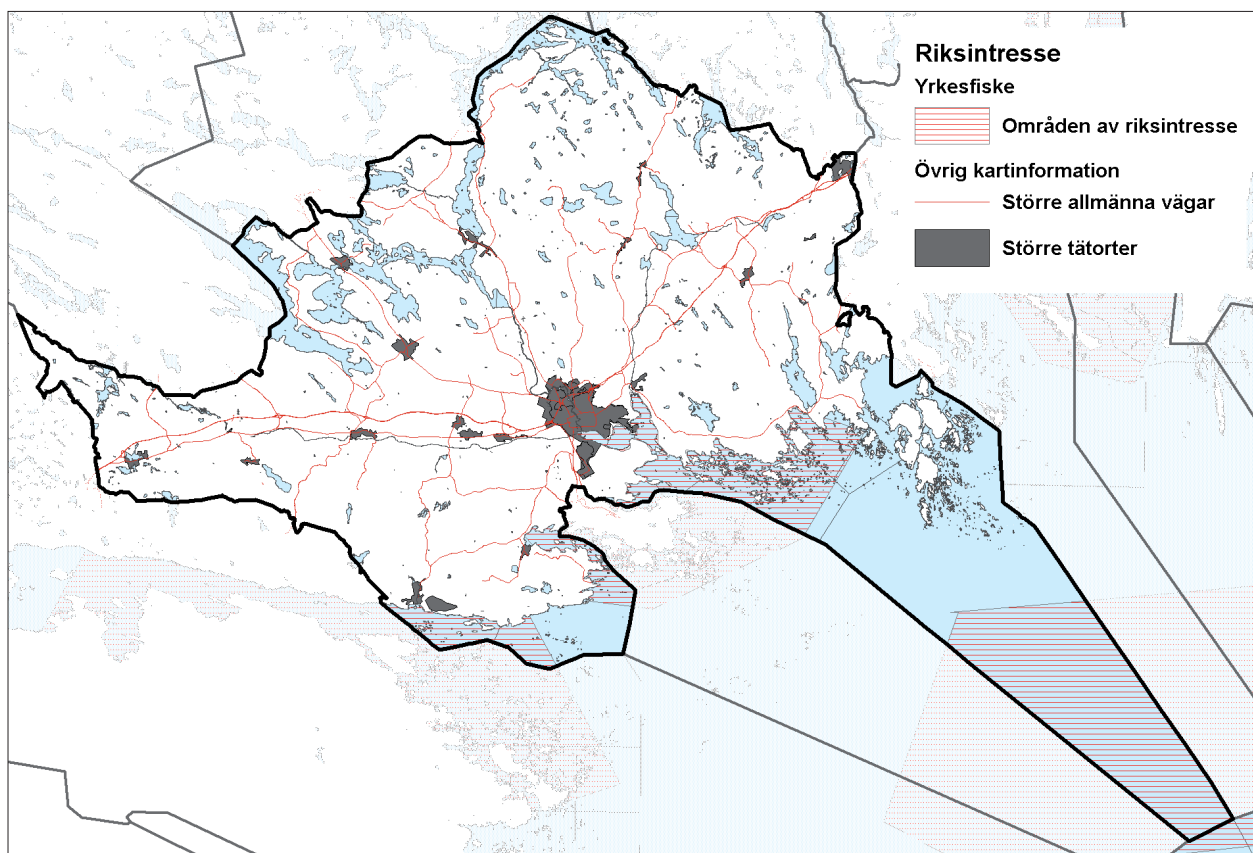 Riksintresse
Yrkesfiske
Områden av riksintresse
Övrig kartinformation
Större allmänna vägar
Större tätorter